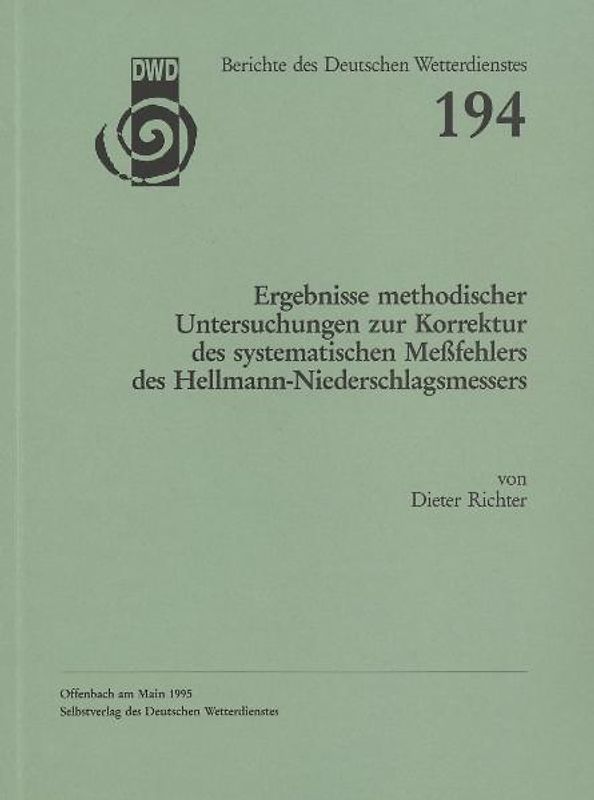 DWD
Berichte des Deutschen Wetterdienstes
194
Ergebnisse methodischer
Untersuchungen zur Korrektur
des systematischen Meßfehlers
des Hellmann-Niederschlagsmessers
von
Dieter Richter
Offenbach am Main 1995
Selbstverlag des Deutschen Wetterdienstes